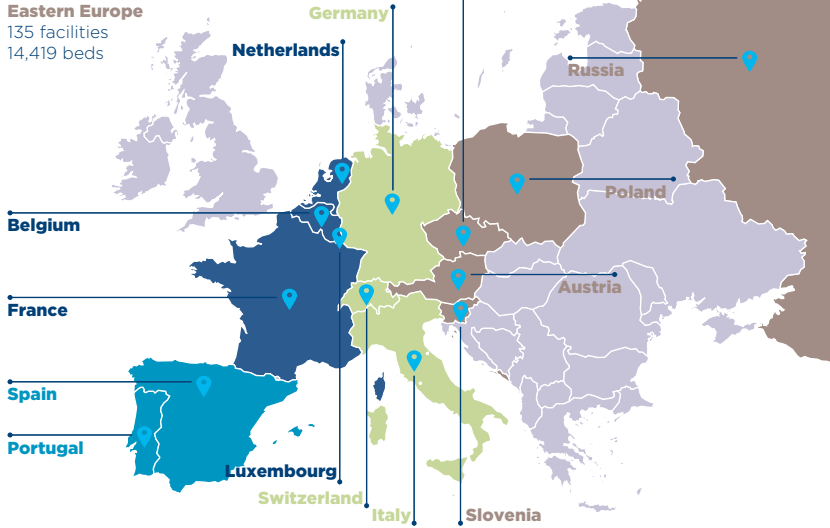 Eastern Europe
135 facilities
14,419 beds
Germany
Netherlands
Russia
Poland
Belgium
Austria
France
Spain
Portugal
Luxembourg
Switzerland
Italy
Slovenia